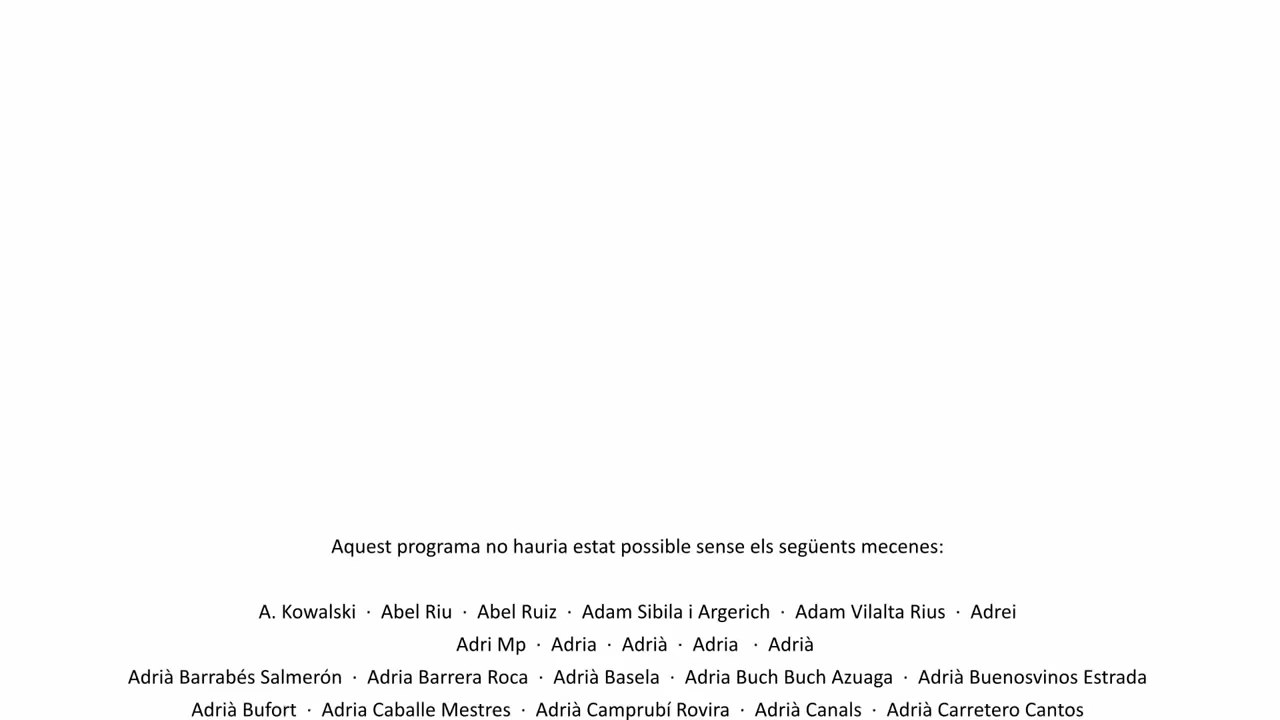 Aquest programa no hauria estat possible sense els següents mecenes:
A. Kowalski · Abel Riu · Abel Ruiz · Adam Sibila i Argerich · Adam Vilalta Rius · Adrei
Adri Mp · Adria · Adrià · Adria · Adrià
Adrià Barrabés Salmerón · Adria Barrera Roca · Adrià Basela · Adria Buch Buch Azuaga · Adrià Buenosvinos Estrada
Adrià Bufort · Adria Caballe Mestres · Adrià Camprubí Rovira · Adrià Canals · Adrià Carretero Cantos